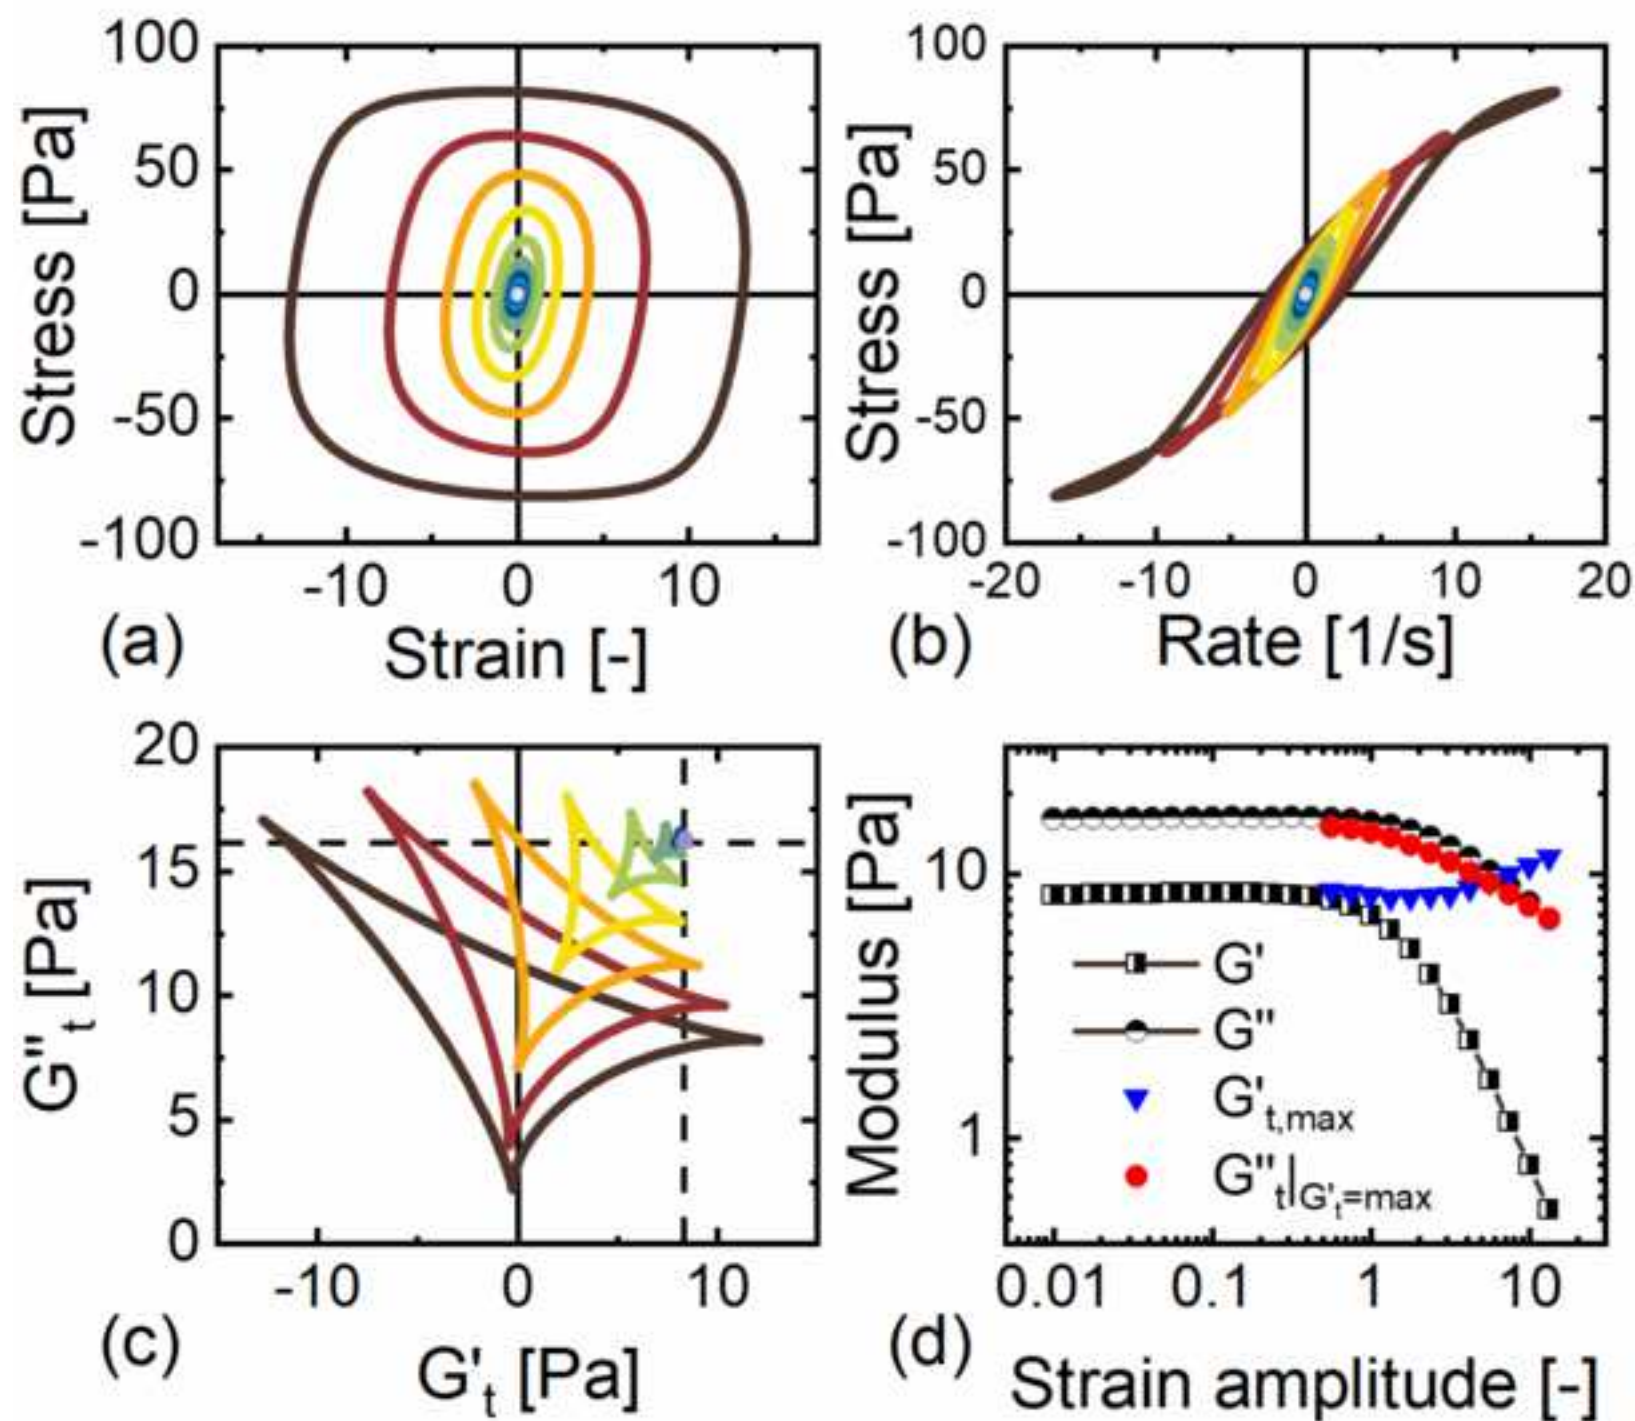 100
50
0
-50
-100
Stress [Pa]
-10 0 10
(a) Strain [-]
100
50
0
-50
-100
Stress [Pa]
-20 -10 0 10 20
(b) Rate [1/s]
20
15
10
5
0
G"t [Pa]
-10 0 10
(c) G't [Pa]
10
1
Modulus [Pa]
G'
G"
G't,max
G"t|G't=max
0.01 0.1 1 10
(d) Strain amplitude [-]